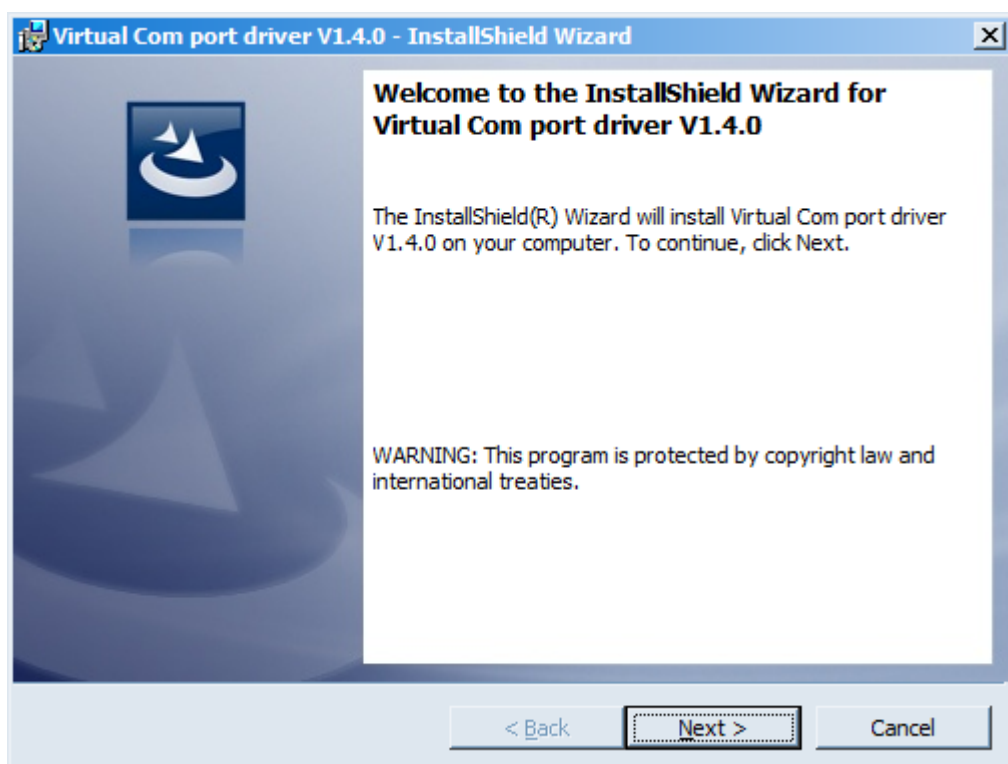 Virtual Com port driver V1.4.0 - InstallShield Wizard
Welcome to the InstallShield Wizard for
Virtual Com port driver V1.4.0
The InstallShield(R) Wizard will install Virtual Com port driver
V1.4.0 on your computer. To continue, click Next.
WARNING: This program is protected by copyright law and
international treaties.
< Back
Next >
Cancel